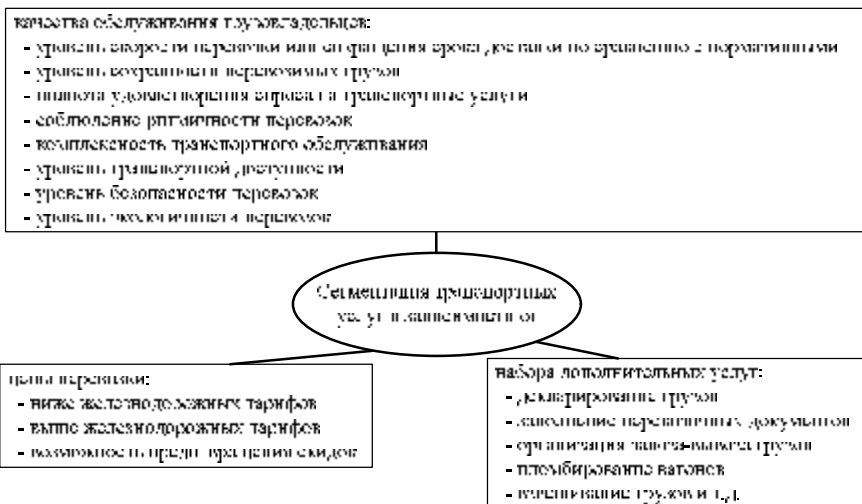 качества обслуживания грузовладельцев:
- уровень скорости перевозки или сокращения срока доставки по сравнению с нормативными
- уровень сохранности перевозимых грузов
- полнота удовлетворения спроса на транспортные услуги
- соблюдение ритмичности перевозок
- комплексность транспортного обслуживания
- уровень транспортной доступности
- уровень безопасности перевозок
- уровень экологичности перевозок
Сегментация транспортных
услуг в зависимости от
цены перевозки:
- ниже железнодорожных тарифов
- выше железнодорожных тарифов
- возможность скидок
набора дополнительных услуг:
- декларирование грузов
- заполнение перевозочных документов
- организация завоза-вывоза грузов
- пломбирование вагонов
- взвешивание грузов и т.д.